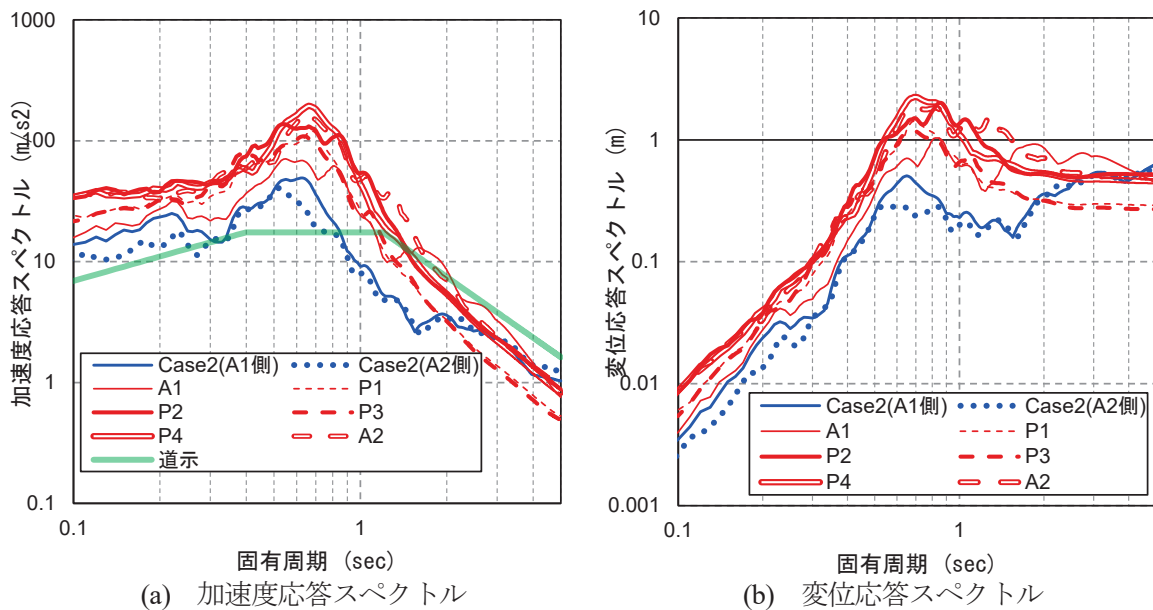 1000
100
10
1
0.1
加速度応答スペクトル (m/s2)
Case2(A1側)
Case2(A2側)
A1
P1
P2
P3
P4
A2
道示
0.1
1
固有周期 (sec)
(a) 加速度応答スペクトル
10
1
0.1
0.01
0.001
変位応答スペクトル (m)
Case2(A1側)
Case2(A2側)
A1
P1
P2
P3
P4
A2
0.1
1
固有周期 (sec)
(b) 変位応答スペクトル